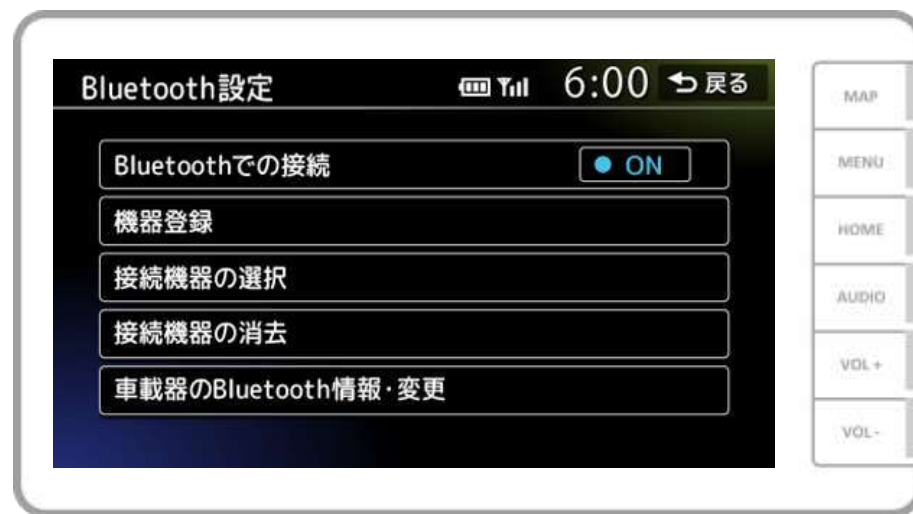 Bluetooth設定 6:00 戻る
Bluetoothでの接続 ON
機器登録
接続機器の選択
接続機器の消去
車載器のBluetooth情報・変更
MAP
MENU
HOME
AUDIO
VOL+
VOL-